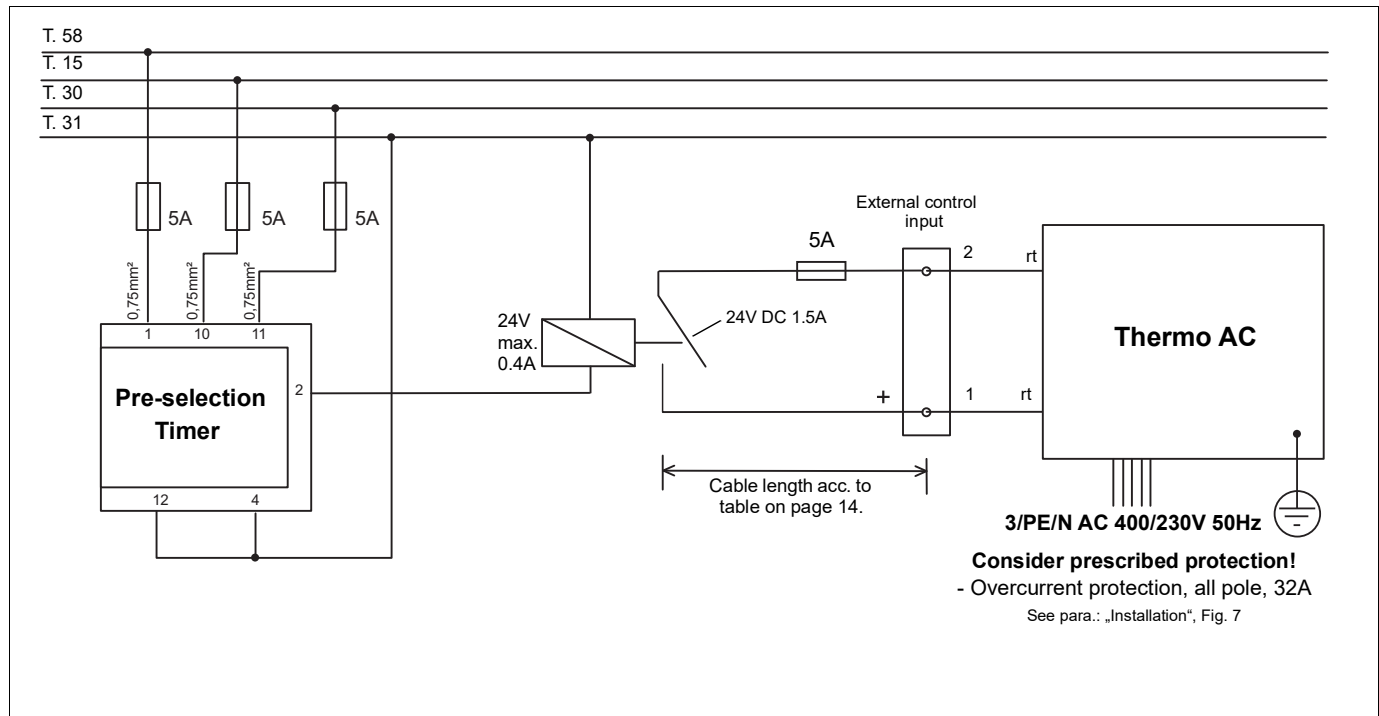 T. 58
T. 15
T. 30
T. 31
5A
5A
5A
0,75mm²
0,75mm²
0,75mm²
1
10
11
Pre-selection
Timer
2
12
4
24V
max.
0.4A
24V DC 1.5A
5A
External control
input
2
rt
+
1
rt
Thermo AC
Cable length acc. to
table on page 14.
3/PE/N AC 400/230V 50Hz
Consider prescribed protection!
- Overcurrent protection, all pole, 32A
See para.: „Installation“, Fig. 7